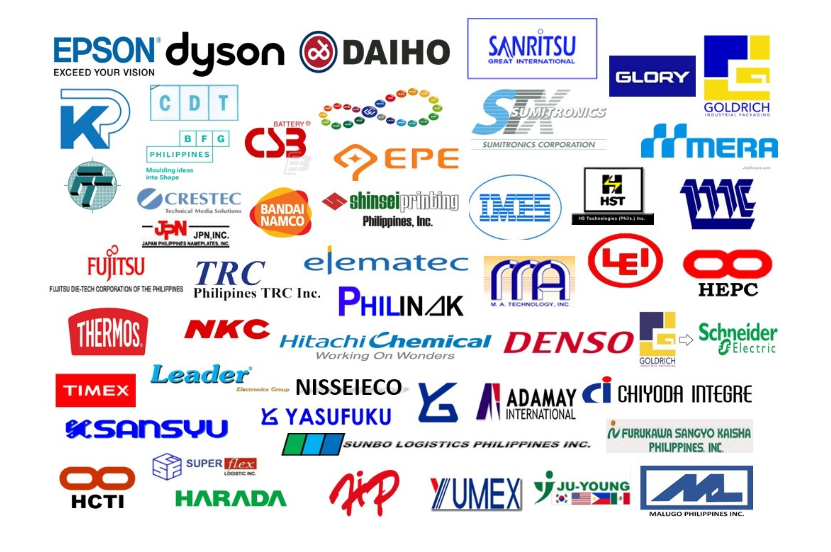 EPSON®
EXCEED YOUR VISION
dyson
DAIHO
SANRITSU
GREAT INTERNATIONAL
GLORY
GOLDRICH
INDUSTRIAL PACKAGING
KP
CDT
BFG
PHILIPPINES
Moulding ideas
into Shape
BATTERY®
CSB
EPE
STX
SUMITRONICS
SUMITRONICS CORPORATION
MERA
CRESTEC
Technical Media Solutions
BANDAI
NAMCO
shinseiprinting
Philippines, Inc.
IMES
HST
HS Technologies (Phils.) Inc.
JPN
JPN,INC.
JAPAN PHILIPPINES NAMEPLATES, INC.
FUJITSU
FUJITSU DIE-TECH CORPORATION OF THE PHILIPPINES
TRC
Philipines TRC Inc.
elematec
PHILINAK
M. A. TECHNOLOGY, INC.
LEI
HEPC
THERMOS.
NKC
Hitachi Chemical
Working On Wonders
DENSO
GOLDRICH
INDUSTRIAL PACKAGING
Schneider
Electric
TIMEX
Leader®
Electronics Group
NISSEIECO
ADAMAY
INTERNATIONAL
CHIYODA INTEGRE
SANSYU
YASUFUKU
SUNBO LOGISTICS PHILIPPINES INC.
FURUKAWA SANGYO KAISHA
PHILIPPINES, INC.
HCTI
SUPER flex
LOGISTIC INC.
HARADA
YUMEX
JU-YOUNG
MALUGO PHILIPPINES INC.